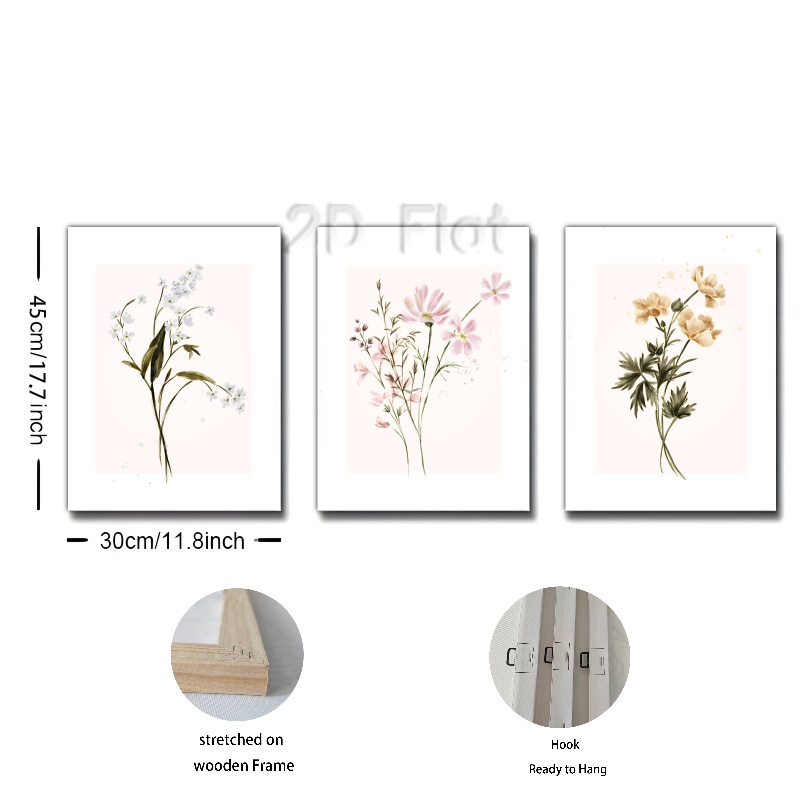 2D Flat
45cm/17.7inch
30cm/11.8inch
stretched on
wooden Frame
Hook
Ready to Hang